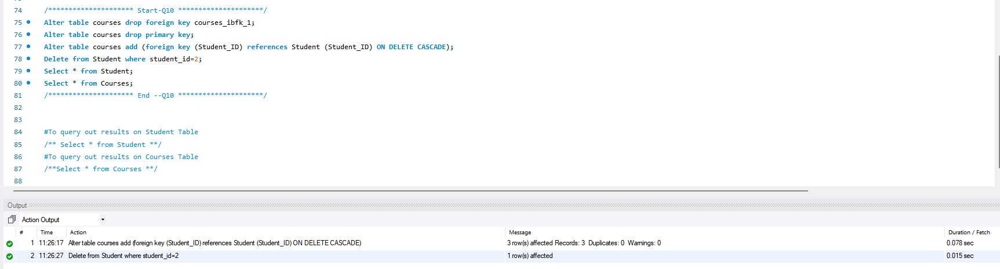 74 /********************* Start-Q10 *********************/
75 Alter table courses drop foreign key courses_ibfk_1;
76 Alter table courses drop primary key;
77 Alter table courses add (foreign key (Student_ID) references Student (Student_ID) ON DELETE CASCADE);
78 Delete from Student where student_id=2;
79 Select * from Student;
80 Select * from Courses;
81 /********************* End --Q10 *********************/
82
83
84 #To query out results on Student Table
85 /** Select * from Student **/
86 #To query out results on Courses Table
87 /**Select * from Courses **/
88
Output
Action Output
# Time Action Message Duration / Fetch
1 11:26:17 Alter table courses add (foreign key (Student_ID) references Student (Student_ID) ON DELETE CASCADE) 3 row(s) affected Records: 3 Duplicates: 0 Warnings: 0 0.078 sec
2 11:26:27 Delete from Student where student_id=2 1 row(s) affected 0.015 sec